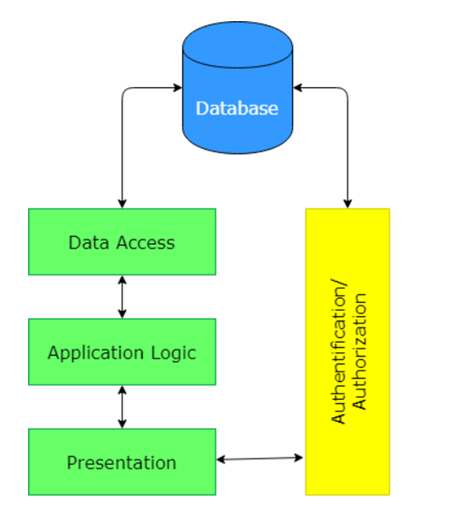 Database
Data Access
Application Logic
Presentation
Authentification/
Authorization